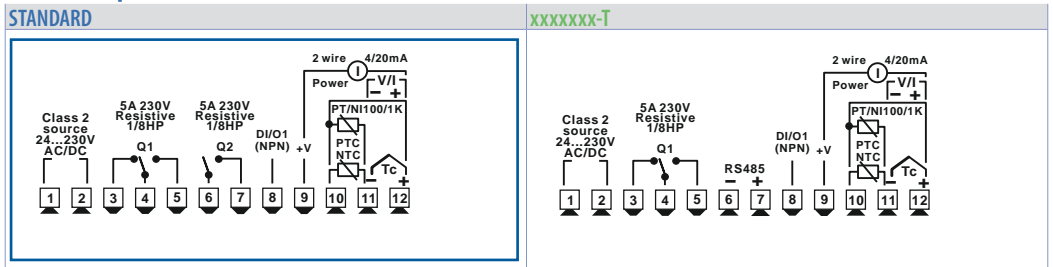 STANDARD
xxxxxxx-T
2 wire 4/20mA
I
Power
V/I
- +
5A 230V
Resistive
1/8HP
5A 230V
Resistive
1/8HP
PT/NI100/1K
Class 2
source
24...230V
AC/DC
DI/O1
(NPN)
+V
Q1
Q2
PTC
NTC
Tc
- +
1 2 3 4 5 6 7 8 9 10 11 12
2 wire 4/20mA
I
Power
V/I
- +
5A 230V
Resistive
1/8HP
PT/NI100/1K
Class 2
source
24...230V
AC/DC
DI/O1
(NPN)
+V
Q1
RS485
- +
PTC
NTC
Tc
- +
1 2 3 4 5 6 7 8 9 10 11 12